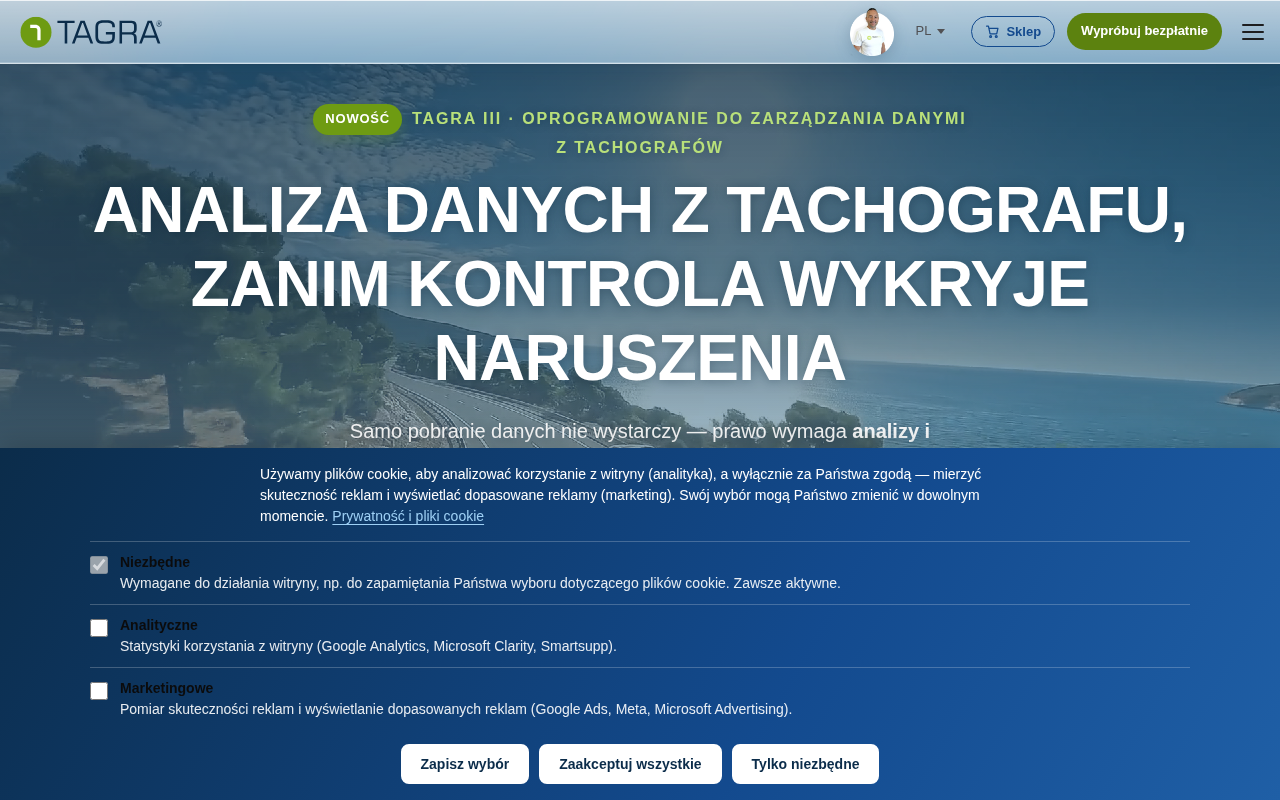 TAGRA®
PL
Sklep
Wypróbuj bezpłatnie
NOWOŚĆ
TAGRA III · OPROGRAMOWANIE DO ZARZĄDZANIA DANYMI
Z TACHOGRAFÓW
ANALIZA DANYCH Z TACHOGRAFU,
ZANIM KONTROLA WYKRYJE
NARUSZENIA
Samo pobranie danych nie wystarczy — prawo wymaga analizy i
Używamy plików cookie, aby analizować korzystanie z witryny (analityka), a wyłącznie za Państwa zgodą — mierzyć
skuteczność reklam i wyświetlać dopasowane reklamy (marketing). Swój wybór mogą Państwo zmienić w dowolnym
momencie. Prywatność i pliki cookie
Niezbędne
Wymagane do działania witryny, np. do zapamiętania Państwa wyboru dotyczącego plików cookie. Zawsze aktywne.
Analityczne
Statystyki korzystania z witryny (Google Analytics, Microsoft Clarity, Smartsupp).
Marketingowe
Pomiar skuteczności reklam i wyświetlanie dopasowanych reklam (Google Ads, Meta, Microsoft Advertising).
Zapisz wybór
Zaakceptuj wszystkie
Tylko niezbędne